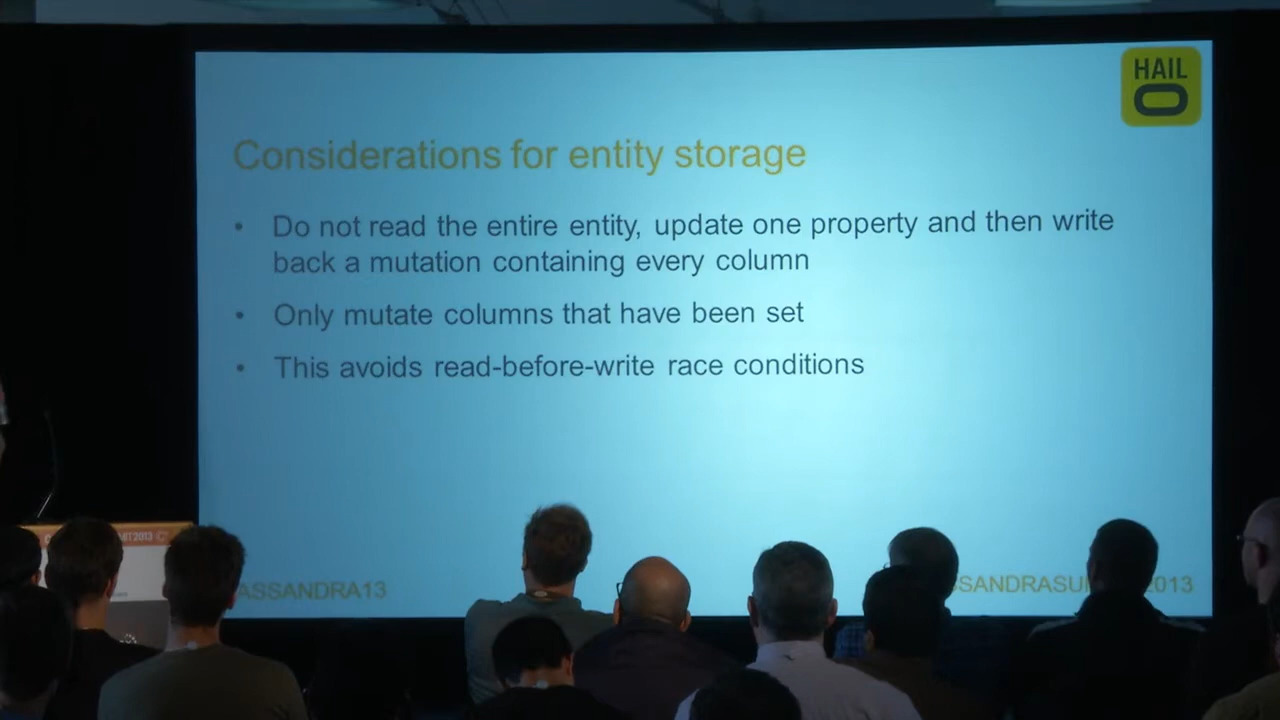 HAIL
O
Considerations for entity storage
• Do not read the entire entity, update one property and then write
back a mutation containing every column
• Only mutate columns that have been set
• This avoids read-before-write race conditions
ASSANDRA13
2013